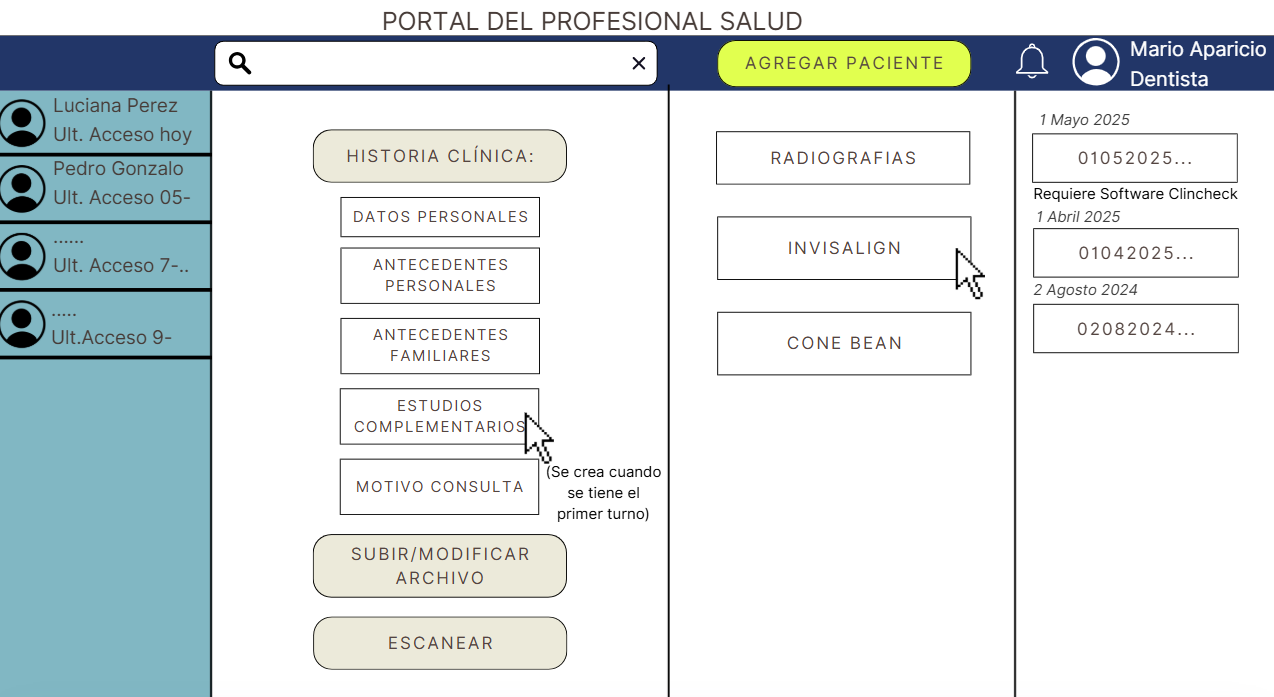 PORTAL DEL PROFESIONAL SALUD
AGREGAR PACIENTE
Mario Aparicio
Dentista
Luciana Perez
Ult. Acceso hoy
Pedro Gonzalo
Ult. Acceso 05-
......
Ult. Acceso 7-..
.....
Ult.Acceso 9-
HISTORIA CLÍNICA:
DATOS PERSONALES
ANTECEDENTES
PERSONALES
ANTECEDENTES
FAMILIARES
ESTUDIOS
COMPLEMENTARIOS
MOTIVO CONSULTA
(Se crea cuando
se tiene el
primer turno)
SUBIR/MODIFICAR
ARCHIVO
ESCANEAR
RADIOGRAFIAS
INVISALIGN
CONE BEAN
1 Mayo 2025
01052025...
Requiere Software Clincheck
1 Abril 2025
01042025...
2 Agosto 2024
02082024...